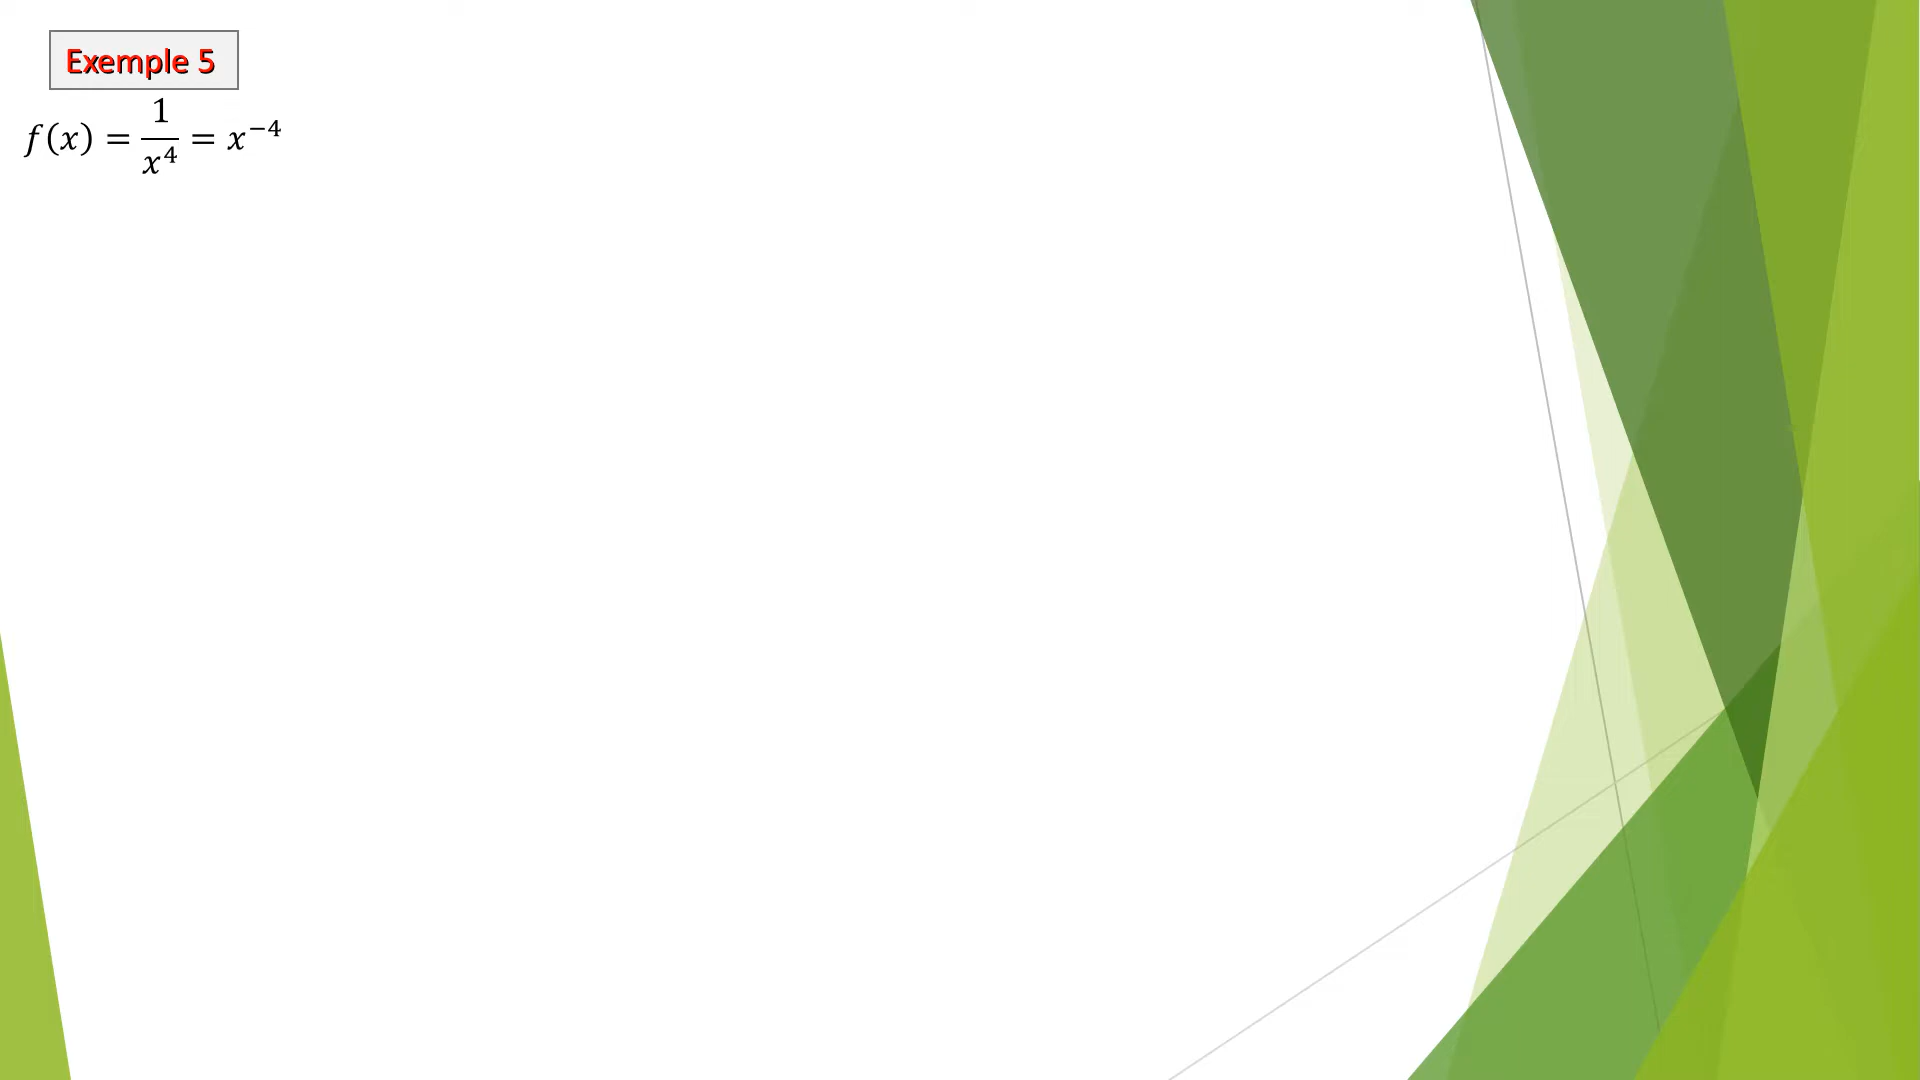 Exemple 5
f(x) = 1/x⁴ = x⁻⁴